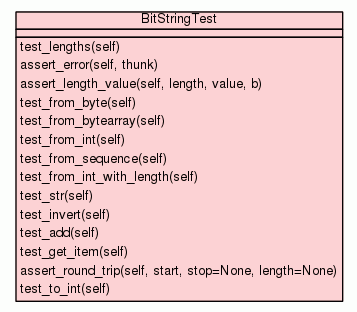 BitStringTest
test_lengths(self)
assert_error(self, thunk)
assert_length_value(self, length, value, b)
test_from_byte(self)
test_from_bytearray(self)
test_from_int(self)
test_from_sequence(self)
test_from_int_with_length(self)
test_str(self)
test_invert(self)
test_add(self)
test_get_item(self)
assert_round_trip(self, start, stop=None, length=None)
test_to_int(self)